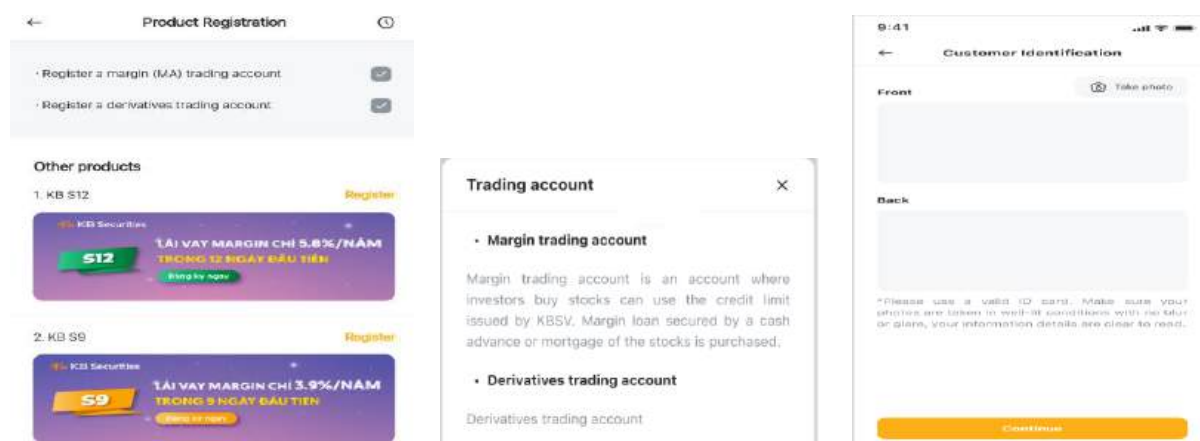 Product Registration
· Register a margin (MA) trading account
· Register a derivatives trading account
Other products
1. KB S12
Register
KB Securities
S12
LÃI VAY MARGIN CHỈ 5.8%/NĂM
TRONG 12 NGÀY ĐẦU TIÊN
Đăng ký ngay
2. KB S9
Register
KB Securities
S9
LÃI VAY MARGIN CHỈ 3.9%/NĂM
TRONG 9 NGÀY ĐẦU TIÊN
Đăng ký ngay
Trading account
• Margin trading account
Margin trading account is an account where
investors buy stocks can use the credit limit
issued by KBSV. Margin loan secured by a cash
advance or mortgage of the stocks is purchased.
• Derivatives trading account
Derivatives trading account
9:41
Customer Identification
Front
Take photo
Back
*Please use a valid ID card. Make sure your
photos are taken in well-lit conditions with no blur
or glare, your information details are clear to read.
Continue